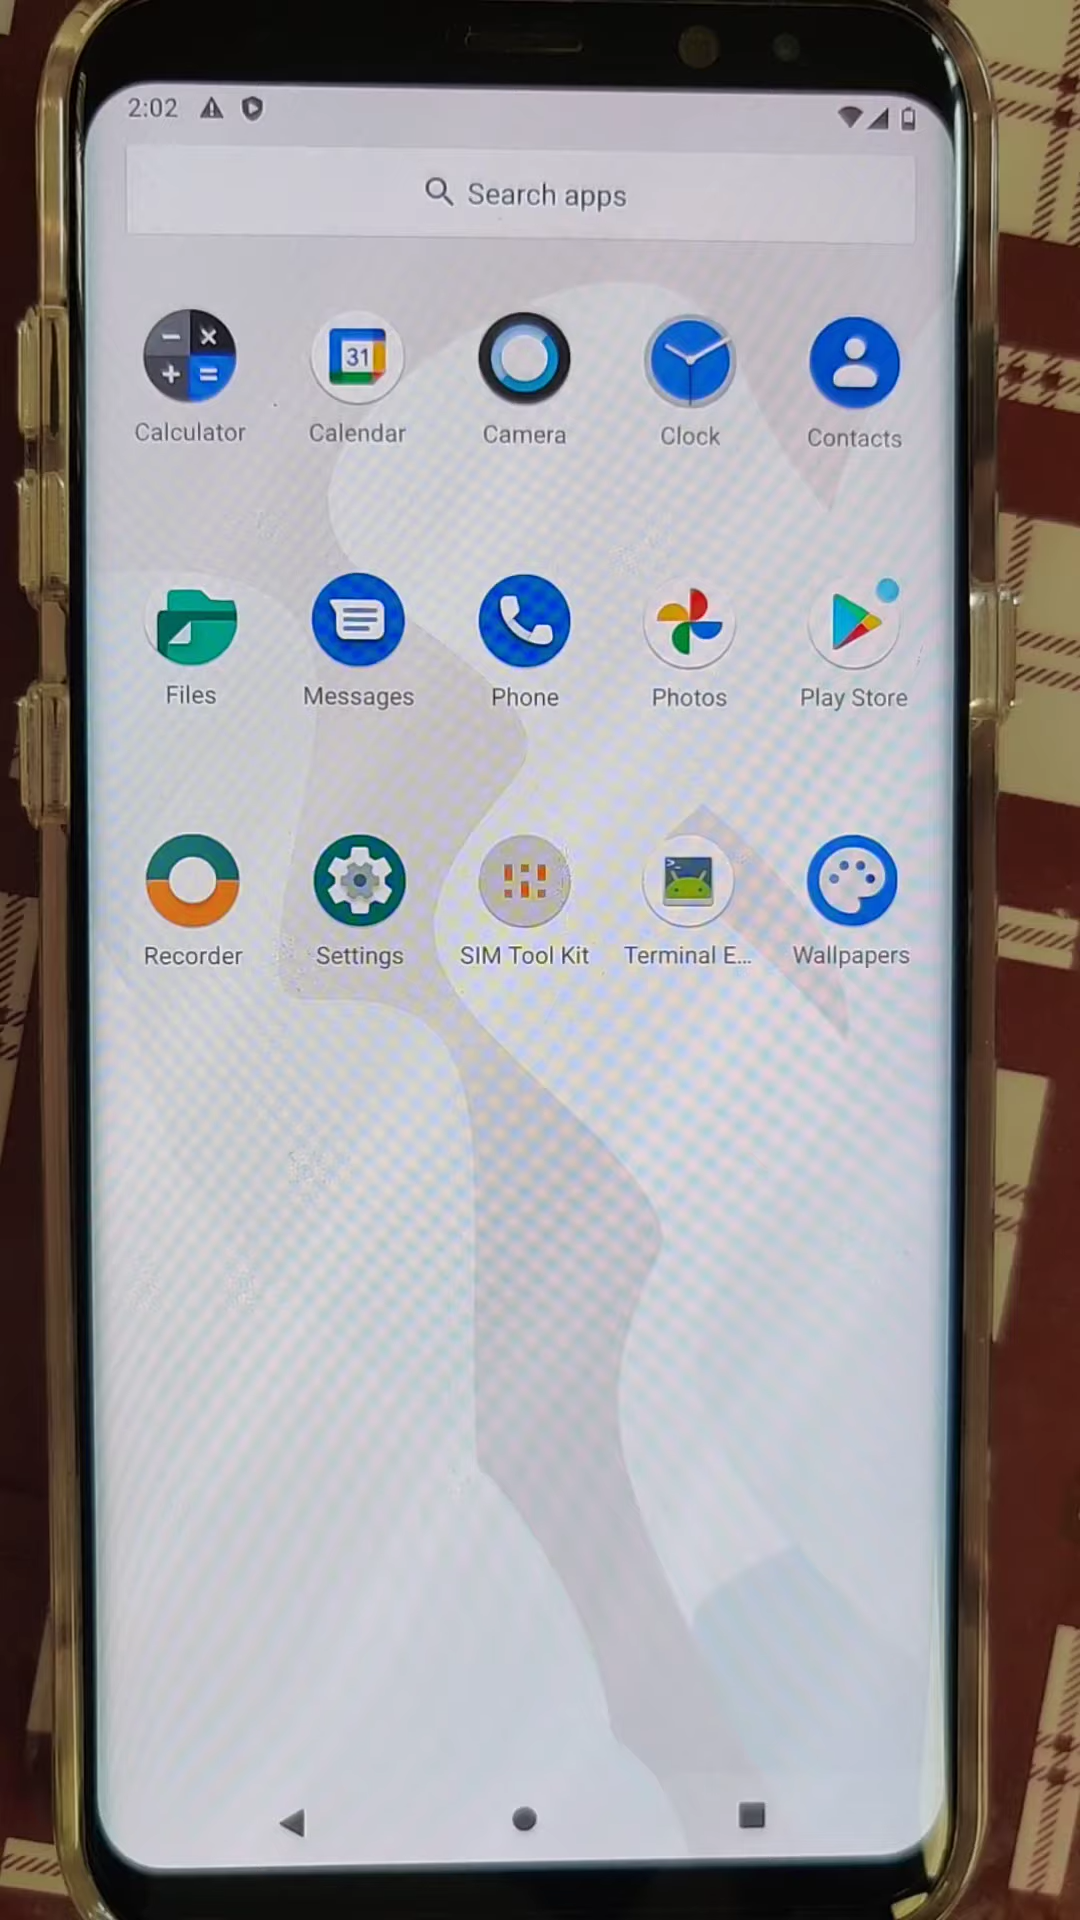 2:02
Search apps
31
Calculator Calendar Camera Clock Contacts
Files Messages Phone Photos Play Store
Recorder Settings SIM Tool Kit Terminal E... Wallpapers